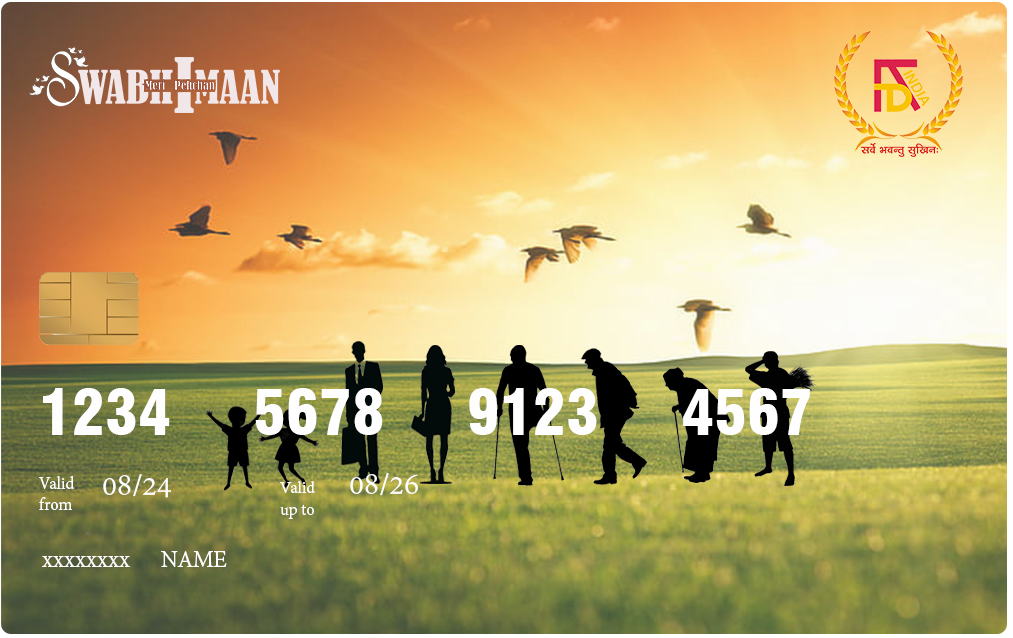 SWABHIMAAN
Meri Pehchan
RDA INDIA
सर्वे भवन्तु सुखिनः
1234 5678 9123 4567
Valid from 08/24 Valid up to 08/26
xxxxxxxx NAME